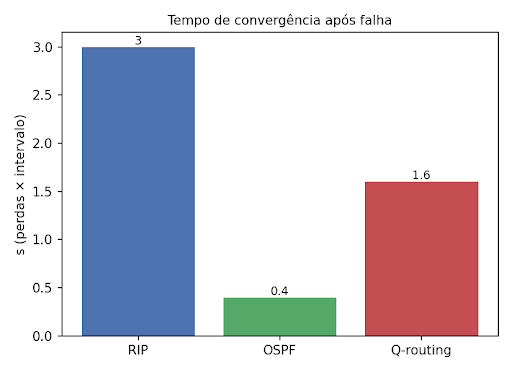 Tempo de convergência após falha
s (perdas × intervalo)
3.0
2.5
2.0
1.5
1.0
0.5
0.0
3
0.4
1.6
RIP
OSPF
Q-routing